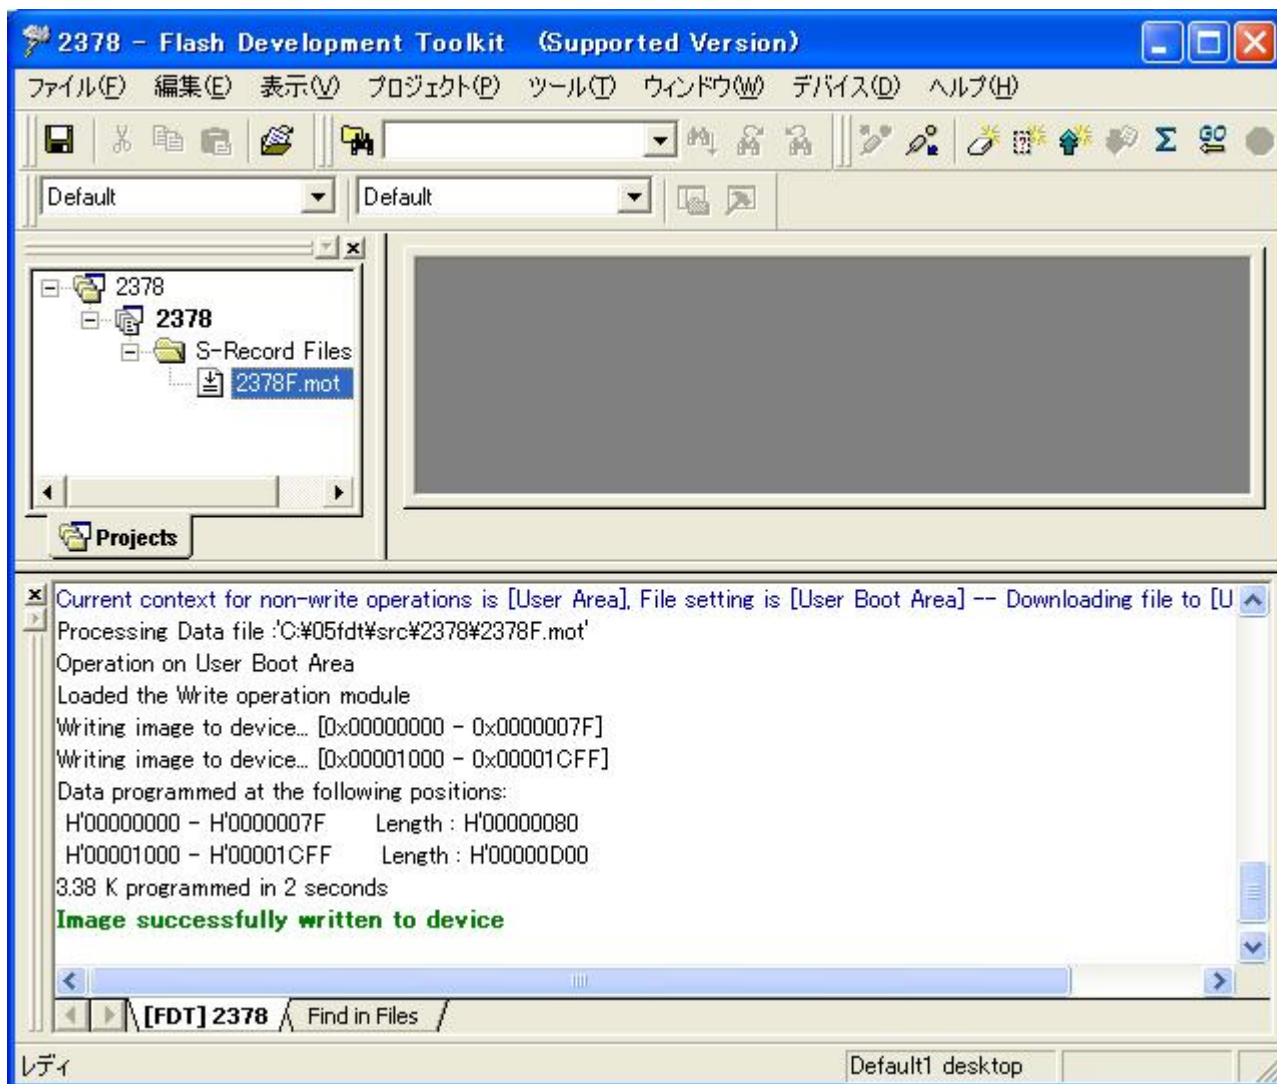 2378 - Flash Development Toolkit (Supported Version)
ファイル(F) 編集(E) 表示(V) プロジェクト(P) ツール(T) ウィンドウ(W) デバイス(D) ヘルプ(H)
GO
Default Default
2378
2378
S-Record Files
2378F.mot
Projects
Current context for non-write operations is [User Area], File setting is [User Boot Area] -- Downloading file to [U
Processing Data file :'C:¥05fdt¥src¥2378¥2378F.mot'
Operation on User Boot Area
Loaded the Write operation module
Writing image to device... [0x00000000 - 0x0000007F]
Writing image to device... [0x00001000 - 0x00001CFF]
Data programmed at the following positions:
H'00000000 - H'0000007F Length : H'00000080
H'00001000 - H'00001CFF Length : H'00000D00
3.38 K programmed in 2 seconds
Image successfully written to device
[FDT] 2378 Find in Files
レディ Default1 desktop